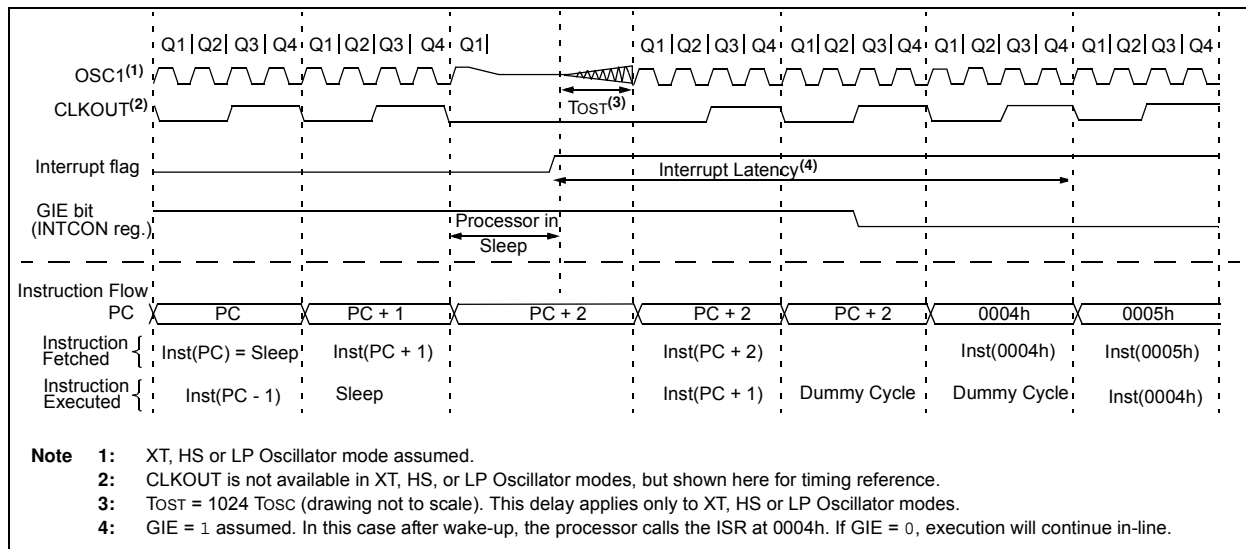 Q1 Q2 Q3 Q4 Q1 Q2 Q3 Q4 Q1 Q1 Q2 Q3 Q4 Q1 Q2 Q3 Q4 Q1 Q2 Q3 Q4 Q1 Q2 Q3 Q4
OSC1(1)
TOST(3)
CLKOUT(2)
Interrupt flag
Interrupt Latency(4)
GIE bit
(INTCON reg.)
Processor in
Sleep
Instruction Flow
PC PC PC + 1 PC + 2 PC + 2 PC + 2 0004h 0005h
Instruction
Fetched
Inst(PC) = Sleep Inst(PC + 1) Inst(PC + 2) Inst(0004h) Inst(0005h)
Instruction
Executed
Inst(PC - 1) Sleep Inst(PC + 1) Dummy Cycle Dummy Cycle Inst(0004h)
Note 1: XT, HS or LP Oscillator mode assumed.
2: CLKOUT is not available in XT, HS, or LP Oscillator modes, but shown here for timing reference.
3: TOST = 1024 TOSC (drawing not to scale). This delay applies only to XT, HS or LP Oscillator modes.
4: GIE = 1 assumed. In this case after wake-up, the processor calls the ISR at 0004h. If GIE = 0, execution will continue in-line.